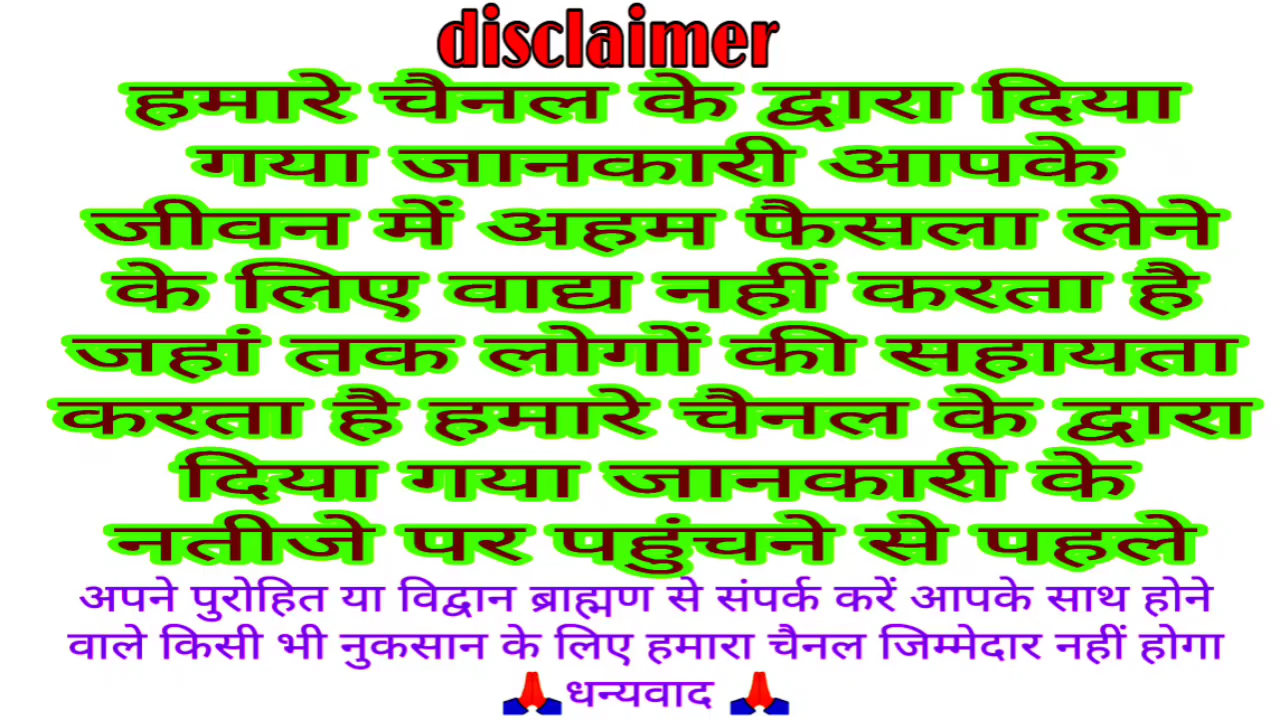 disclaimer
हमारे चैनल के द्वारा दिया
गया जानकारी आपके
जीवन में अहम फैसला लेने
के लिए वाद्य नहीं करता है
जहां तक लोगों की सहायता
करता है हमारे चैनल के द्वारा
दिया गया जानकारी के
नतीजे पर पहुंचने से पहले
अपने पुरोहित या विद्वान ब्राह्मण से संपर्क करें आपके साथ होने
वाले किसी भी नुकसान के लिए हमारा चैनल जिम्मेदार नहीं होगा
🙏धन्यवाद 🙏